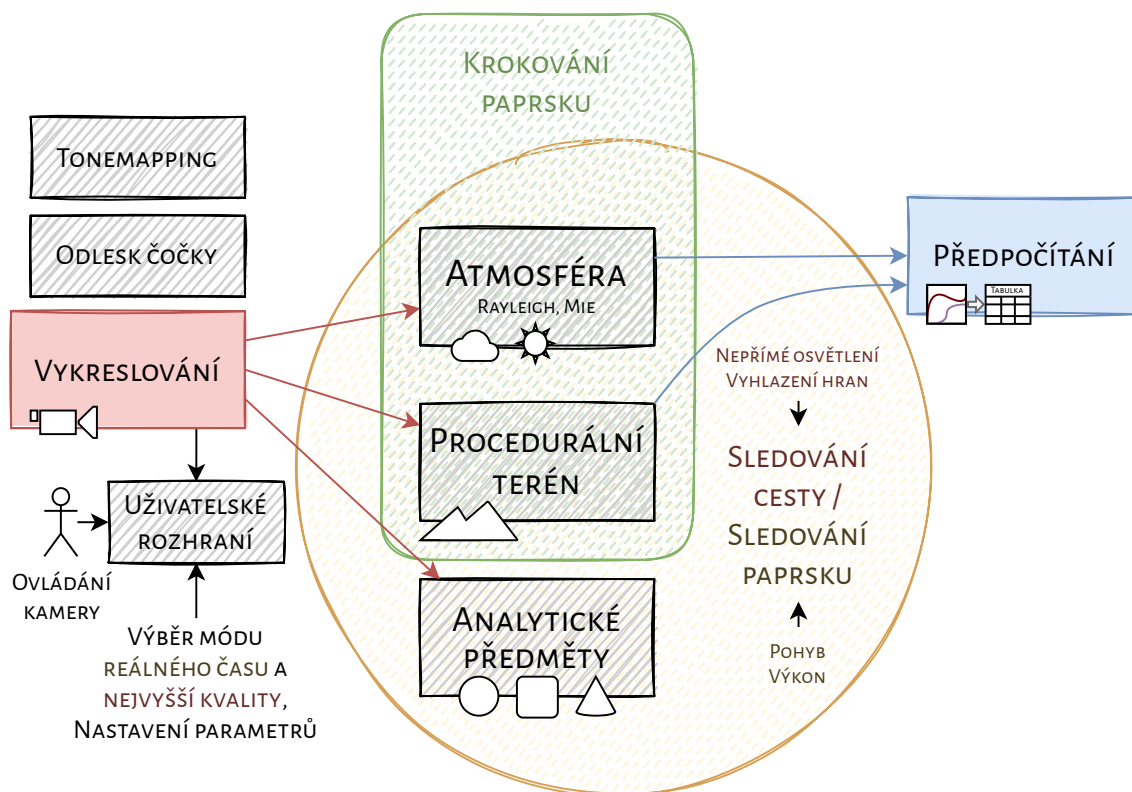 Krokování
paprsku
Tonemapping
Odlesk čočky
Vykreslování
Uživatelské
rozhraní
Ovládání
kamery
Výběr módu
reálného času a
nejvyšší kvality,
Nastavení parametrů
Atmosféra
Rayleigh, Mie
Procedurální
terén
Analytické
předměty
Nepřímé osvětlení
Vyhlazení hran
Sledování
cesty /
Sledování
paprsku
Pohyb
Výkon
Předpočítání
Tabulka